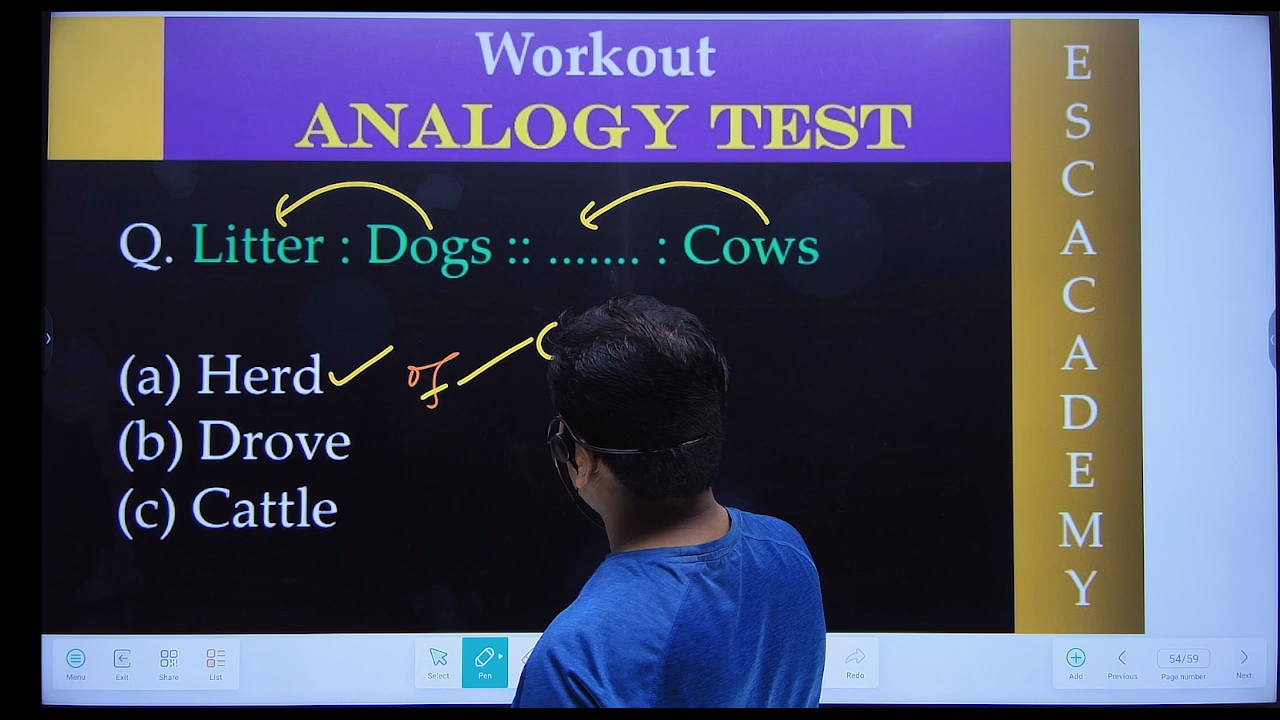 Workout
ANALOGY TEST
Q. Litter : Dogs :: ....... : Cows
(a) Herd of
(b) Drove
(c) Cattle
ESCADEMY
Menu
Exit
Share
List
Select
Pen
Redo
Add
Previous
54/59
Page number
Next